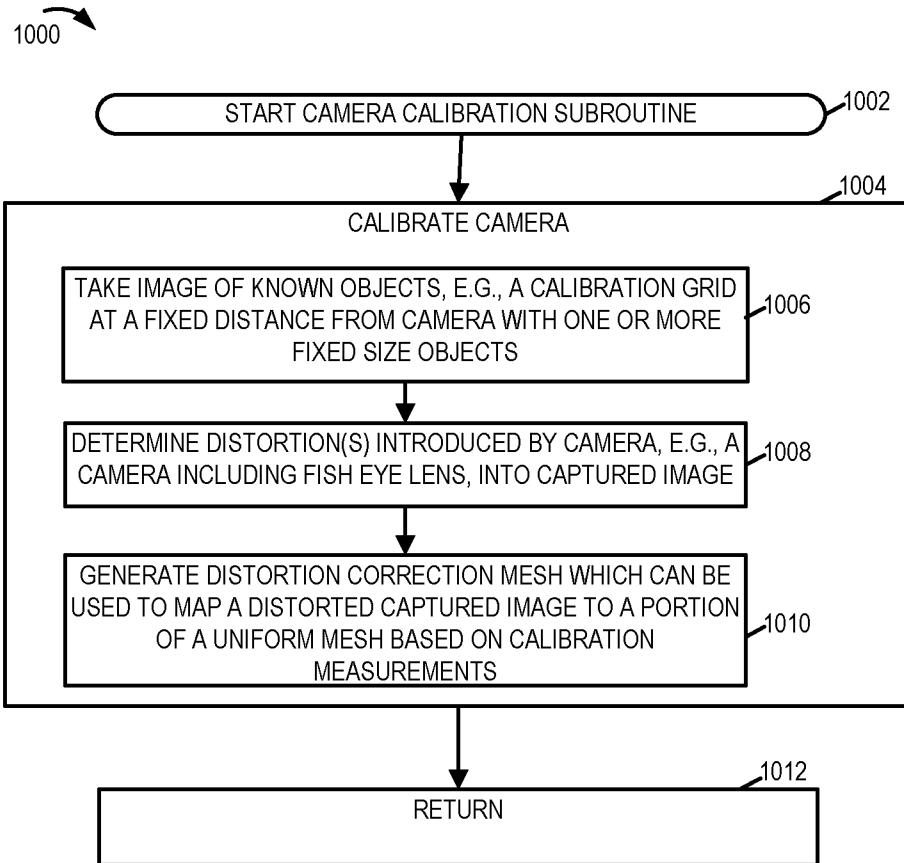 1000
START CAMERA CALIBRATION SUBROUTINE
1002
1004
CALIBRATE CAMERA
TAKE IMAGE OF KNOWN OBJECTS, E.G., A CALIBRATION GRID
AT A FIXED DISTANCE FROM CAMERA WITH ONE OR MORE
FIXED SIZE OBJECTS
1006
DETERMINE DISTORTION(S) INTRODUCED BY CAMERA, E.G., A
CAMERA INCLUDING FISH EYE LENS, INTO CAPTURED IMAGE
1008
GENERATE DISTORTION CORRECTION MESH WHICH CAN BE
USED TO MAP A DISTORTED CAPTURED IMAGE TO A PORTION
OF A UNIFORM MESH BASED ON CALIBRATION
MEASUREMENTS
1010
1012
RETURN